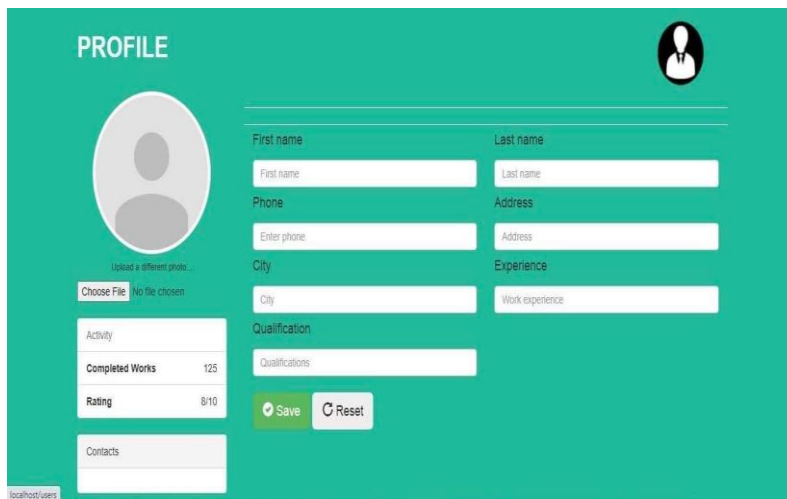 PROFILE
First name
Last name
First name
Last name
Phone
Address
Enter phone
Address
Upload a different photo...
City
Experience
Choose File No file chosen
City
Work experience
Activity
Qualification
Completed Works 125
Qualifications
Rating 8/10
Save
Reset
Contacts
localhost/users